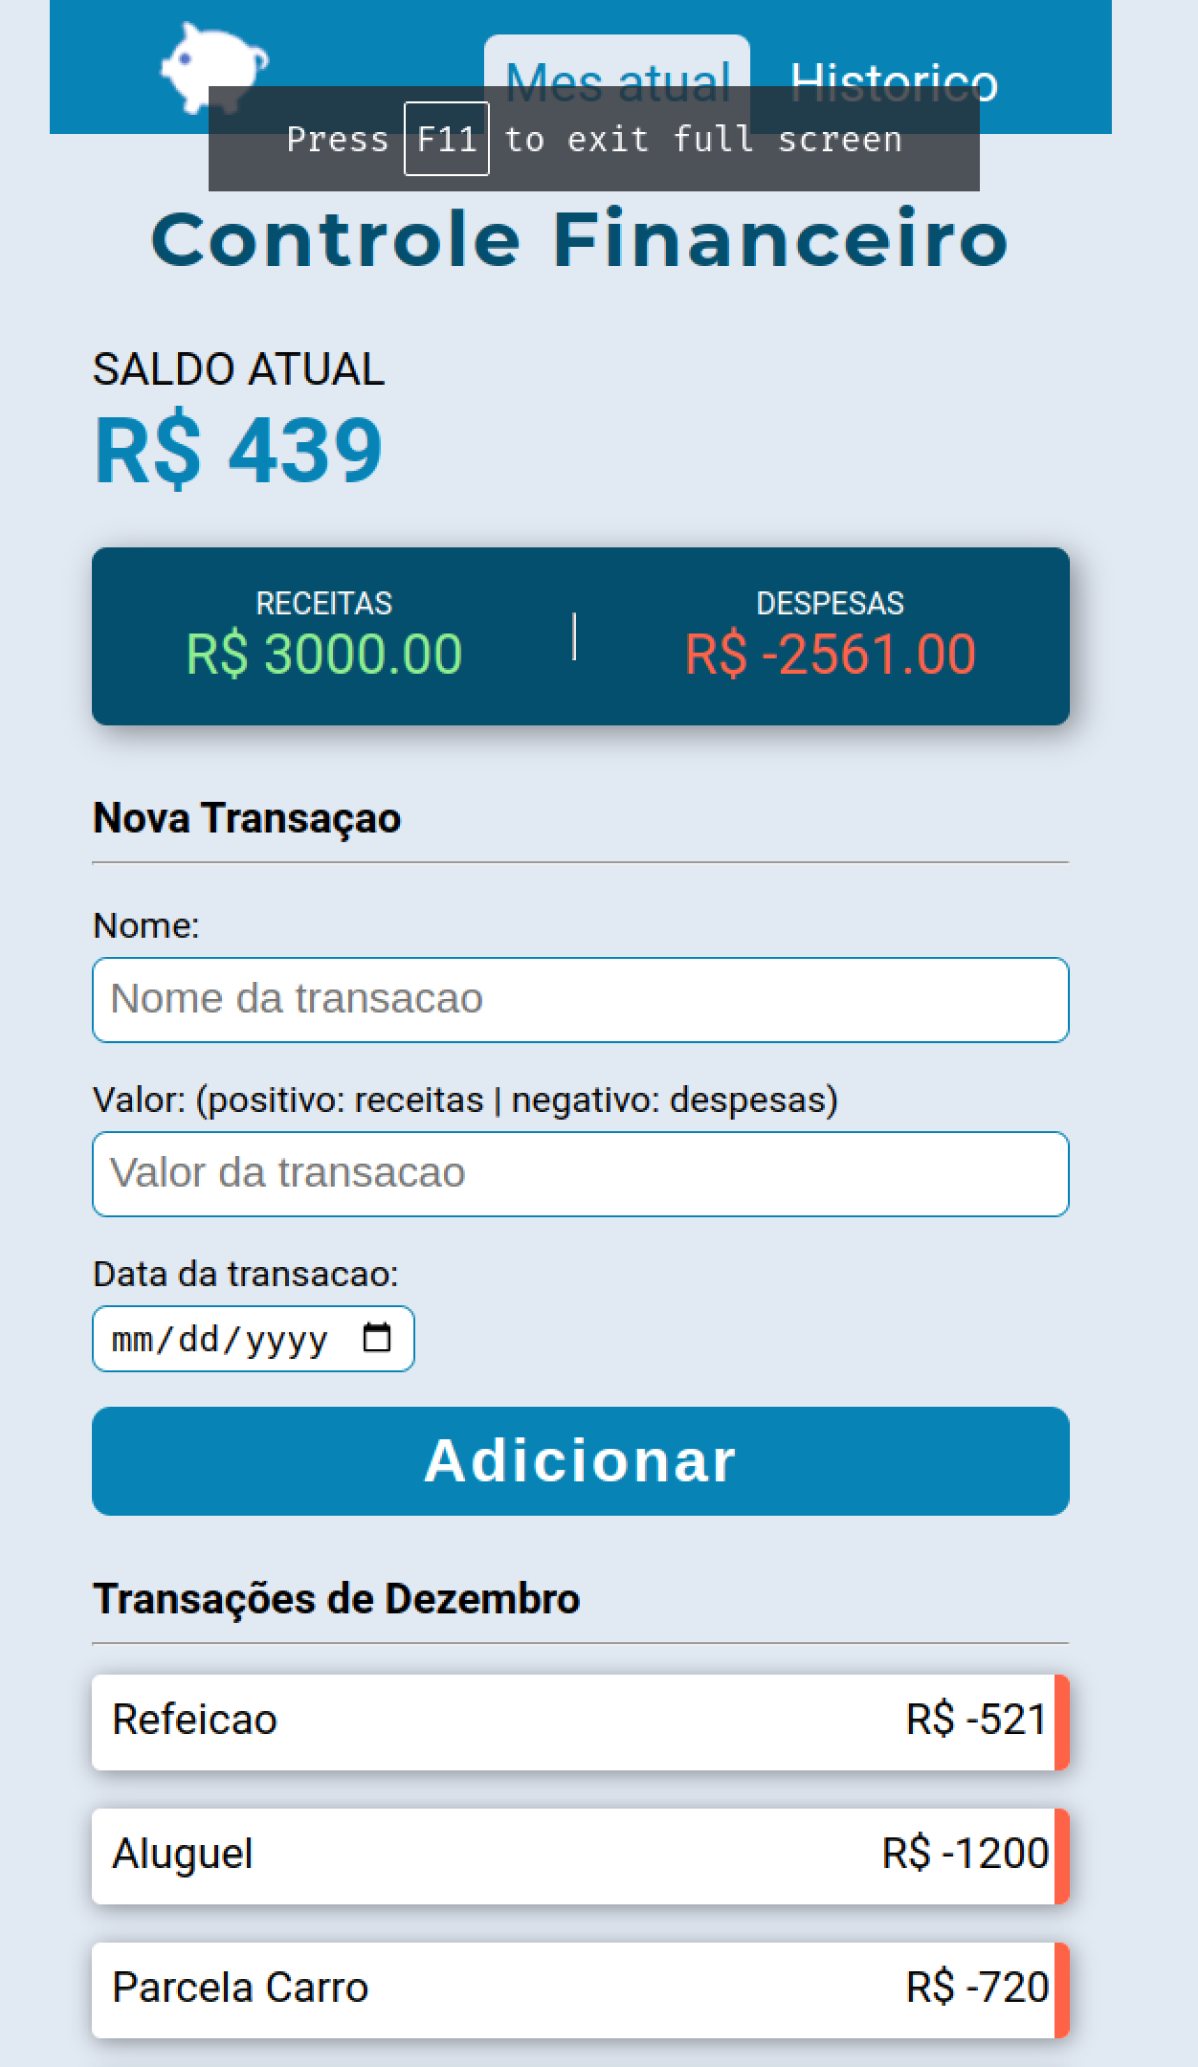 Mes atual Historico
Press F11 to exit full screen
Controle Financeiro
SALDO ATUAL
R$ 439
RECEITAS | DESPESAS
R$ 3000.00 R$ -2561.00
Nova Transaçao
Nome:
Nome da transacao
Valor: (positivo: receitas | negativo: despesas)
Valor da transacao
Data da transacao:
mm/dd/yyyy
Adicionar
Transações de Dezembro
Refeicao R$ -521
Aluguel R$ -1200
Parcela Carro R$ -720